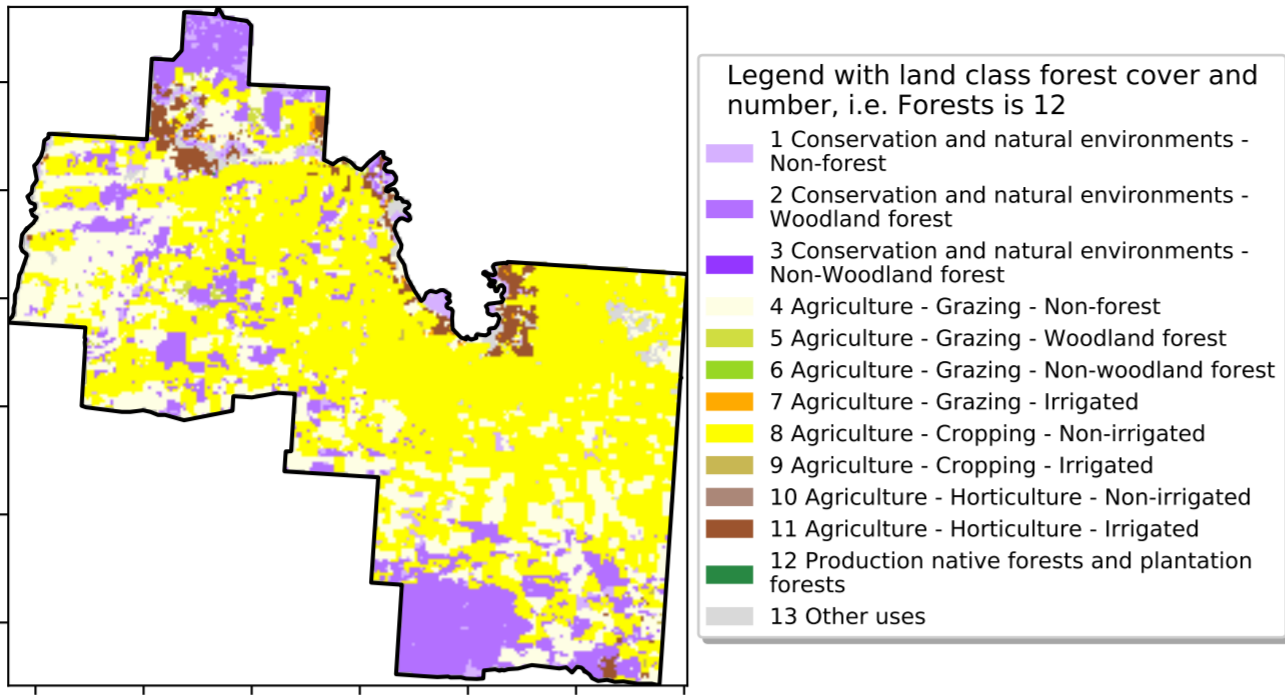 Legend with land class forest cover and
number, i.e. Forests is 12
1 Conservation and natural environments -
Non-forest
2 Conservation and natural environments -
Woodland forest
3 Conservation and natural environments -
Non-Woodland forest
4 Agriculture - Grazing - Non-forest
5 Agriculture - Grazing - Woodland forest
6 Agriculture - Grazing - Non-woodland forest
7 Agriculture - Grazing - Irrigated
8 Agriculture - Cropping - Non-irrigated
9 Agriculture - Cropping - Irrigated
10 Agriculture - Horticulture - Non-irrigated
11 Agriculture - Horticulture - Irrigated
12 Production native forests and plantation
forests
13 Other uses